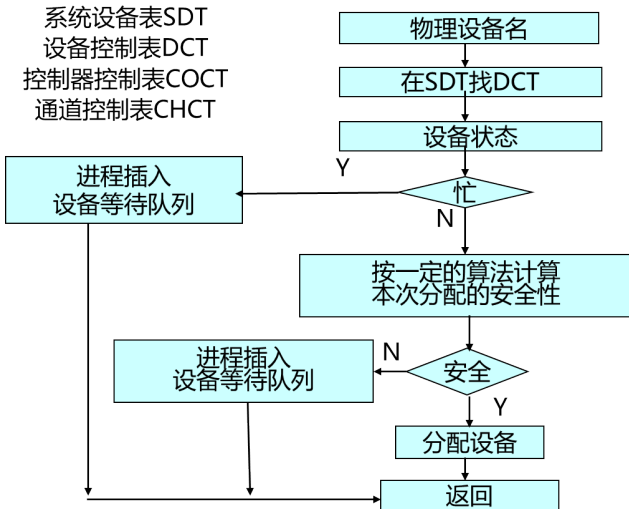 系统设备表SDT
设备控制表DCT
控制器控制表COCT
通道控制表CHCT
物理设备名
在SDT找DCT
设备状态
Y
忙
进程插入
设备等待队列
N
按一定的算法计算
本次分配的安全性
进程插入
设备等待队列
N
安全
Y
分配设备
返回